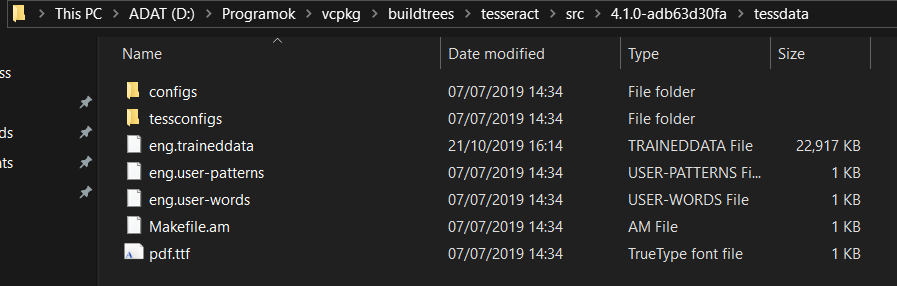 This PC > ADAT (D:) > Programok > vcpkg > buildtrees > tesseract > src > 4.1.0-adb63d30fa > tessdata
Name Date modified Type Size
configs 07/07/2019 14:34 File folder
tessconfigs 07/07/2019 14:34 File folder
eng.traineddata 21/10/2019 16:14 TRAINEDDATA File 22,917 KB
eng.user-patterns 07/07/2019 14:34 USER-PATTERNS Fi... 1 KB
eng.user-words 07/07/2019 14:34 USER-WORDS File 1 KB
Makefile.am 07/07/2019 14:34 AM File 1 KB
pdf.ttf 07/07/2019 14:34 TrueType font file 1 KB
ss
ds
ts